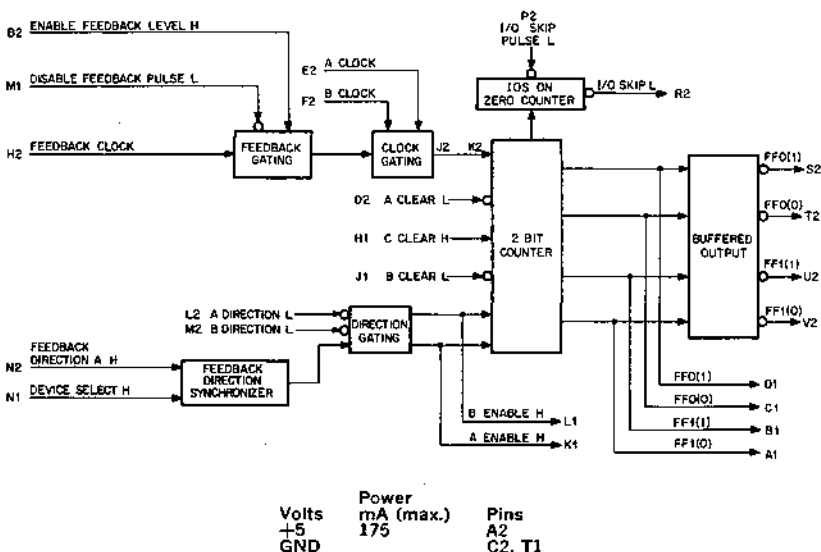 P2
I/O SKIP
PULSE L
B2 ENABLE FEEDBACK LEVEL H
E2 A CLOCK
M1 DISABLE FEEDBACK PULSE L
F2 B CLOCK
IOS ON
ZERO COUNTER
I/O SKIP L
R2
H2 FEEDBACK CLOCK
FEEDBACK
GATING
CLOCK
GATING
J2 K2
D2 A CLEAR L
H1 C CLEAR H
J1 B CLEAR L
2 BIT
COUNTER
BUFFERED
OUTPUT
FF0(1)
S2
FF0(0)
T2
FF1(1)
U2
FF1(0)
V2
L2 A DIRECTION L
M2 B DIRECTION L
DIRECTION
GATING
N2 FEEDBACK
DIRECTION A H
N1 DEVICE SELECT H
FEEDBACK
DIRECTION
SYNCHRONIZER
B ENABLE H
L1
A ENABLE H
K1
FF0(1)
D1
FF0(0)
C1
FF1(1)
B1
FF1(0)
A1
Power
Volts mA (max.) Pins
+5 175 A2
GND C2, T1